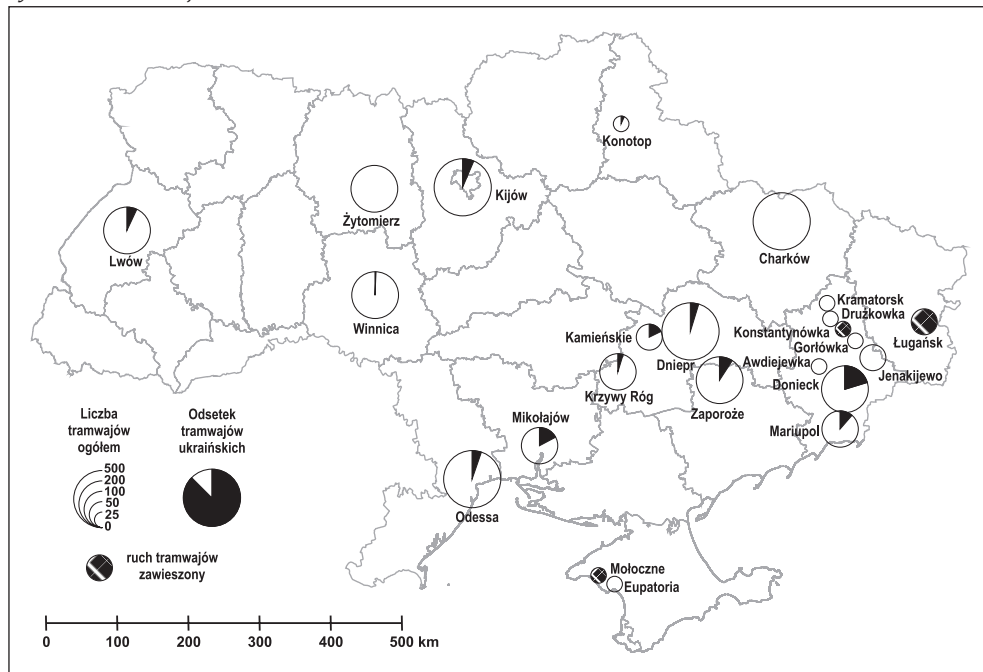 Konotop
Kijów
Żytomierz
Lwów
Charków
Winnica
Kramatorsk
Drużkowka
Konstantynówka
Gorłówka
Ługańsk
Kamieńskie
Dniepr
Awdiejewka
Jenakijewo
Donieck
Krzywy Róg
Zaporoże
Mariupol
Mikołajów
Odessa
Liczba
tramwajów
ogółem
500
200
100
50
25
0
Odsetek
tramwajów
ukraińskich
ruch tramwajów
zawieszony
Mołoczne
Eupatoria
0 100 200 300 400 500 km